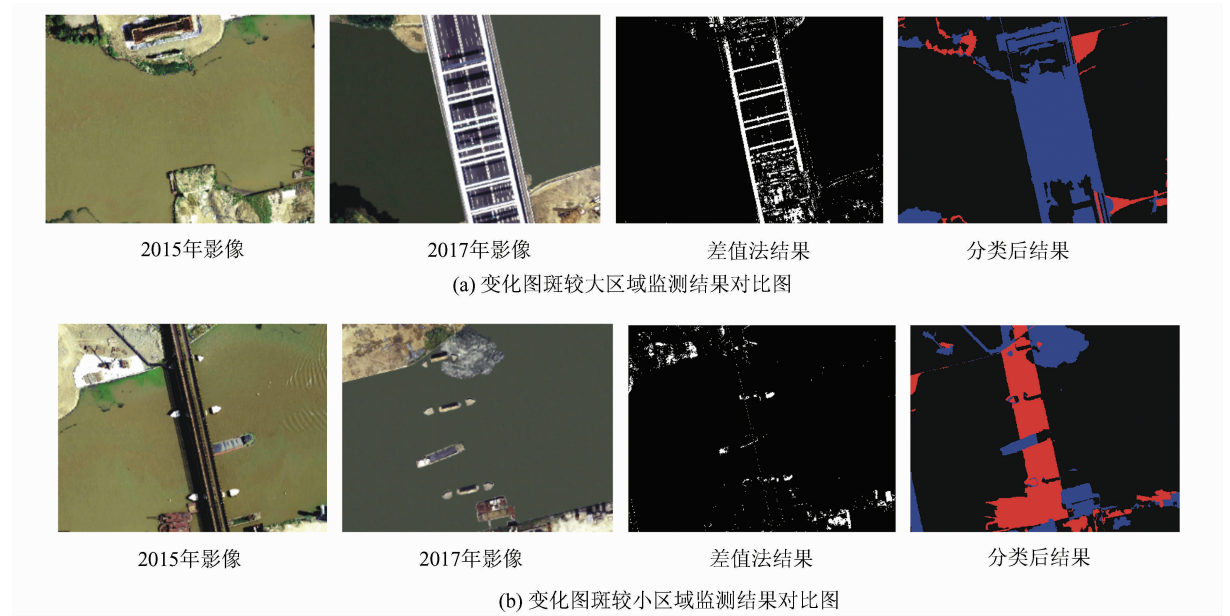 2015年影像 2017年影像 差值法结果 分类后结果
(a) 变化图斑较大区域监测结果对比图
2015年影像 2017年影像 差值法结果 分类后结果
(b) 变化图斑较小区域监测结果对比图